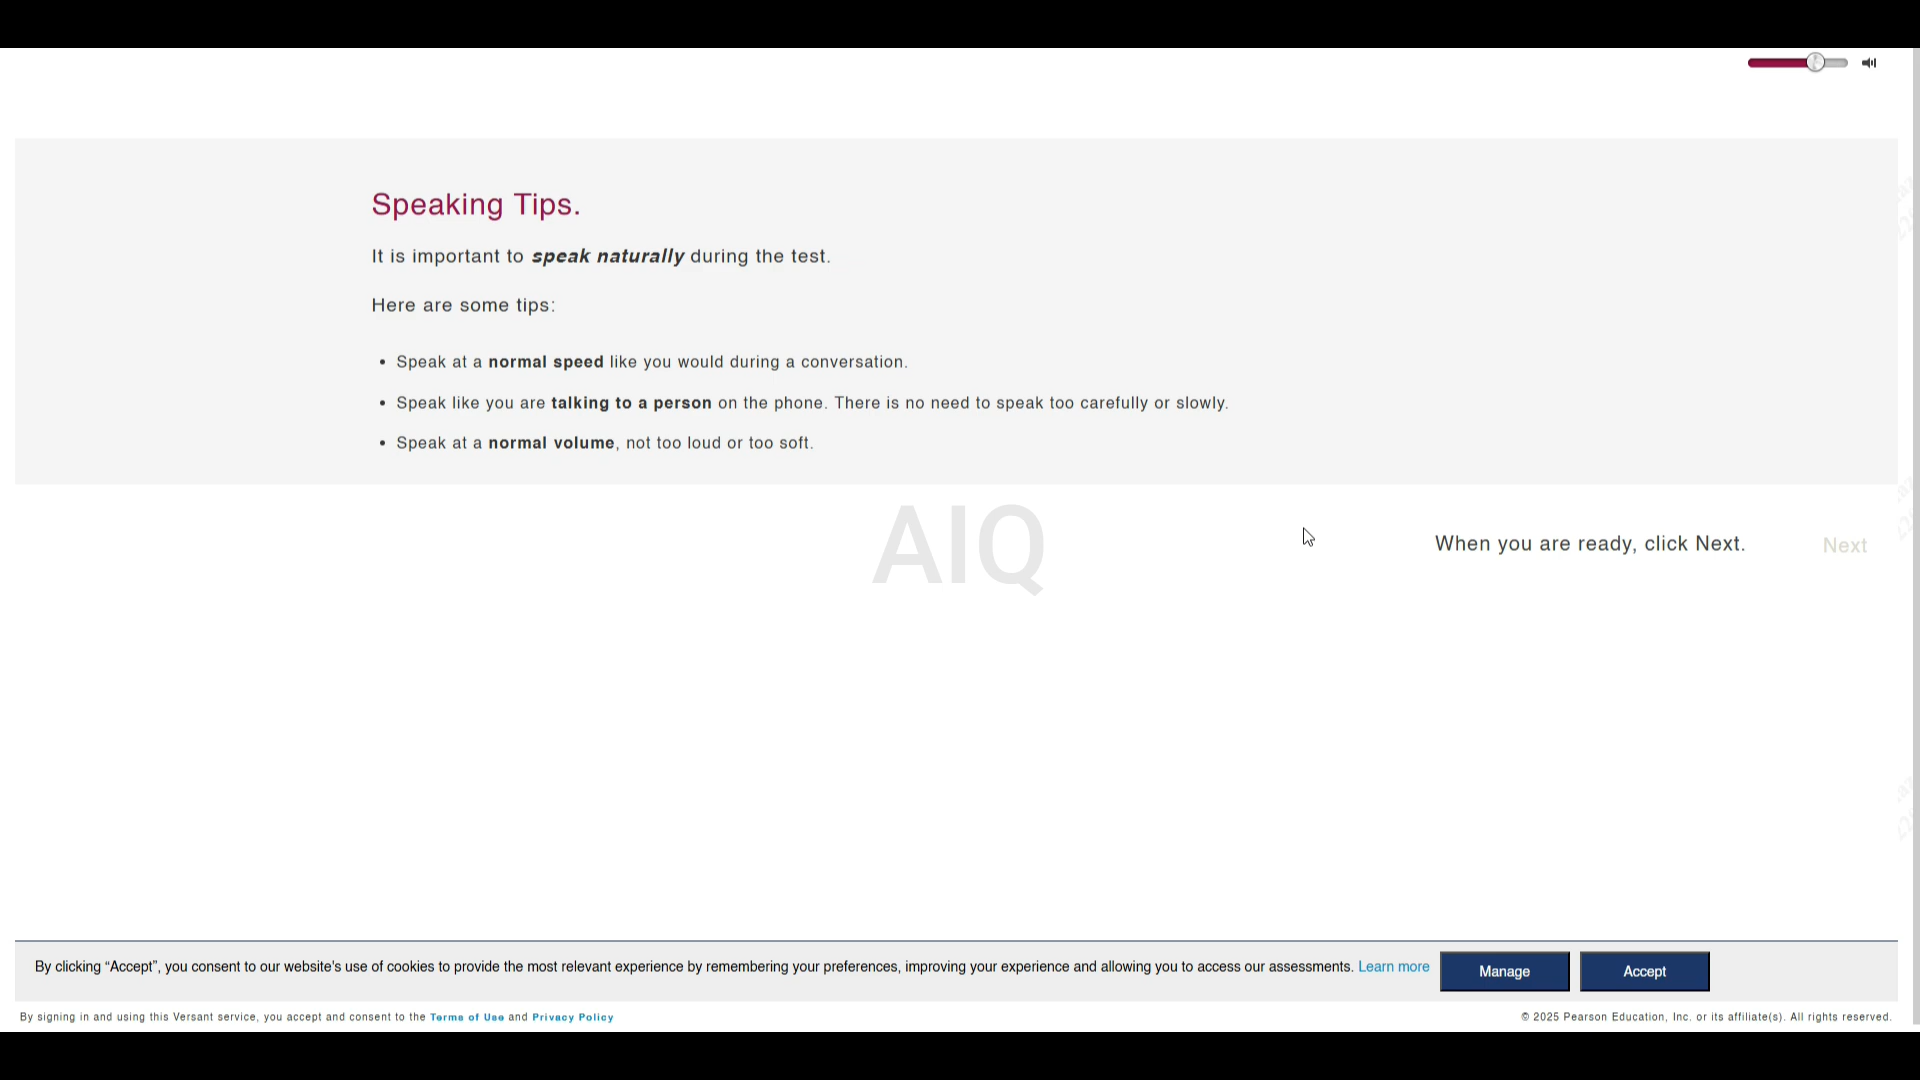 Speaking Tips.
It is important to speak naturally during the test.
Here are some tips:
• Speak at a normal speed like you would during a conversation.
• Speak like you are talking to a person on the phone. There is no need to speak too carefully or slowly.
• Speak at a normal volume, not too loud or too soft.
AIQ
When you are ready, click Next.
Next
By clicking “Accept”, you consent to our website's use of cookies to provide the most relevant experience by remembering your preferences, improving your experience and allowing you to access our assessments. Learn more
Manage
Accept
By signing in and using this Versant service, you accept and consent to the Terms of Use and Privacy Policy
© 2025 Pearson Education, Inc. or its affiliate(s). All rights reserved.